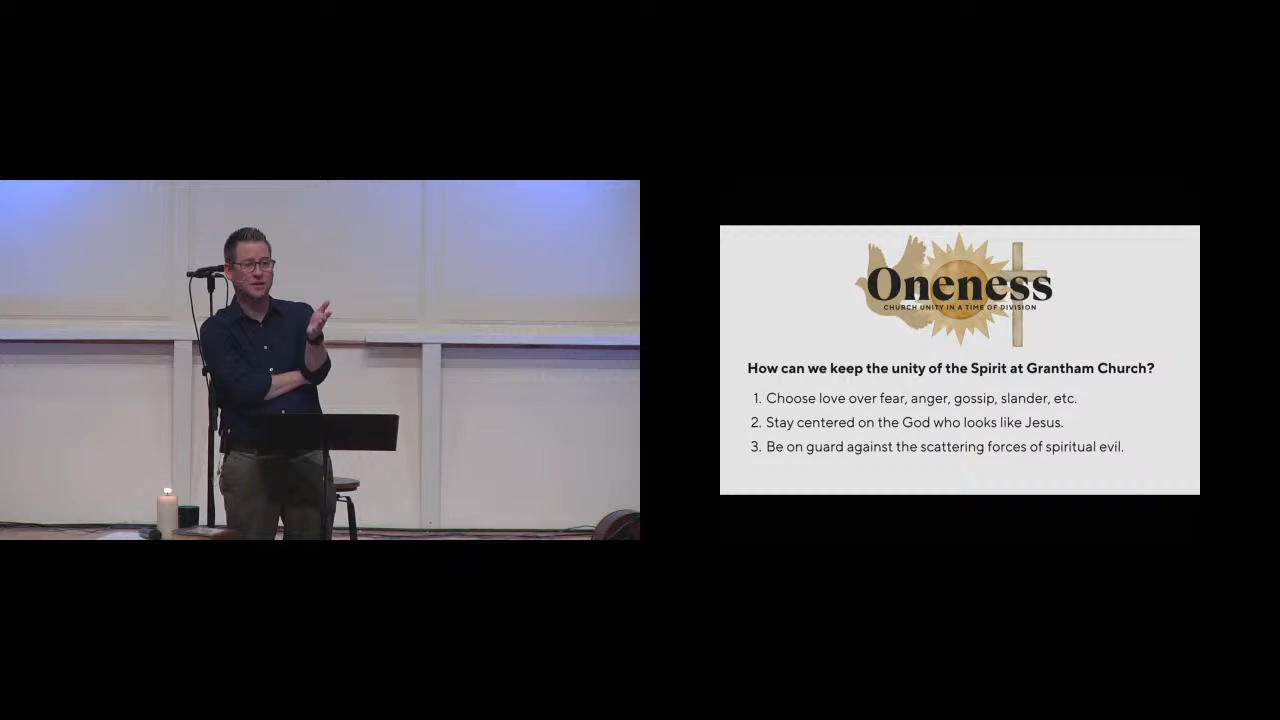 Oneness
CHURCH UNITY IN A TIME OF DIVISION
How can we keep the unity of the Spirit at Grantham Church?
1. Choose love over fear, anger, gossip, slander, etc.
2. Stay centered on the God who looks like Jesus.
3. Be on guard against the scattering forces of spiritual evil.